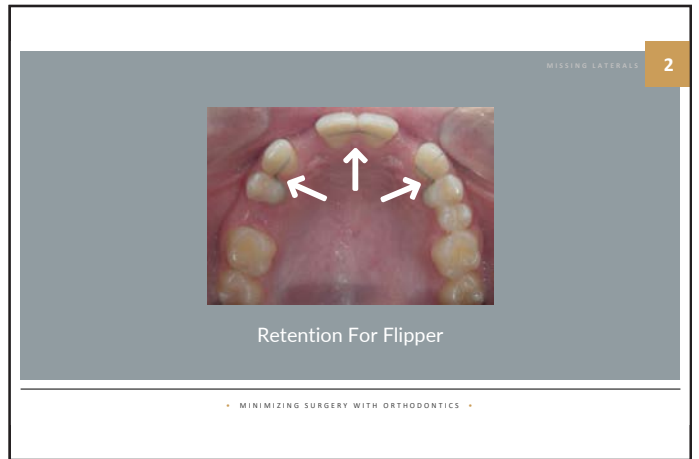 MISSING LATERALS
2
Retention For Flipper
• MINIMIZING SURGERY WITH ORTHODONTICS •